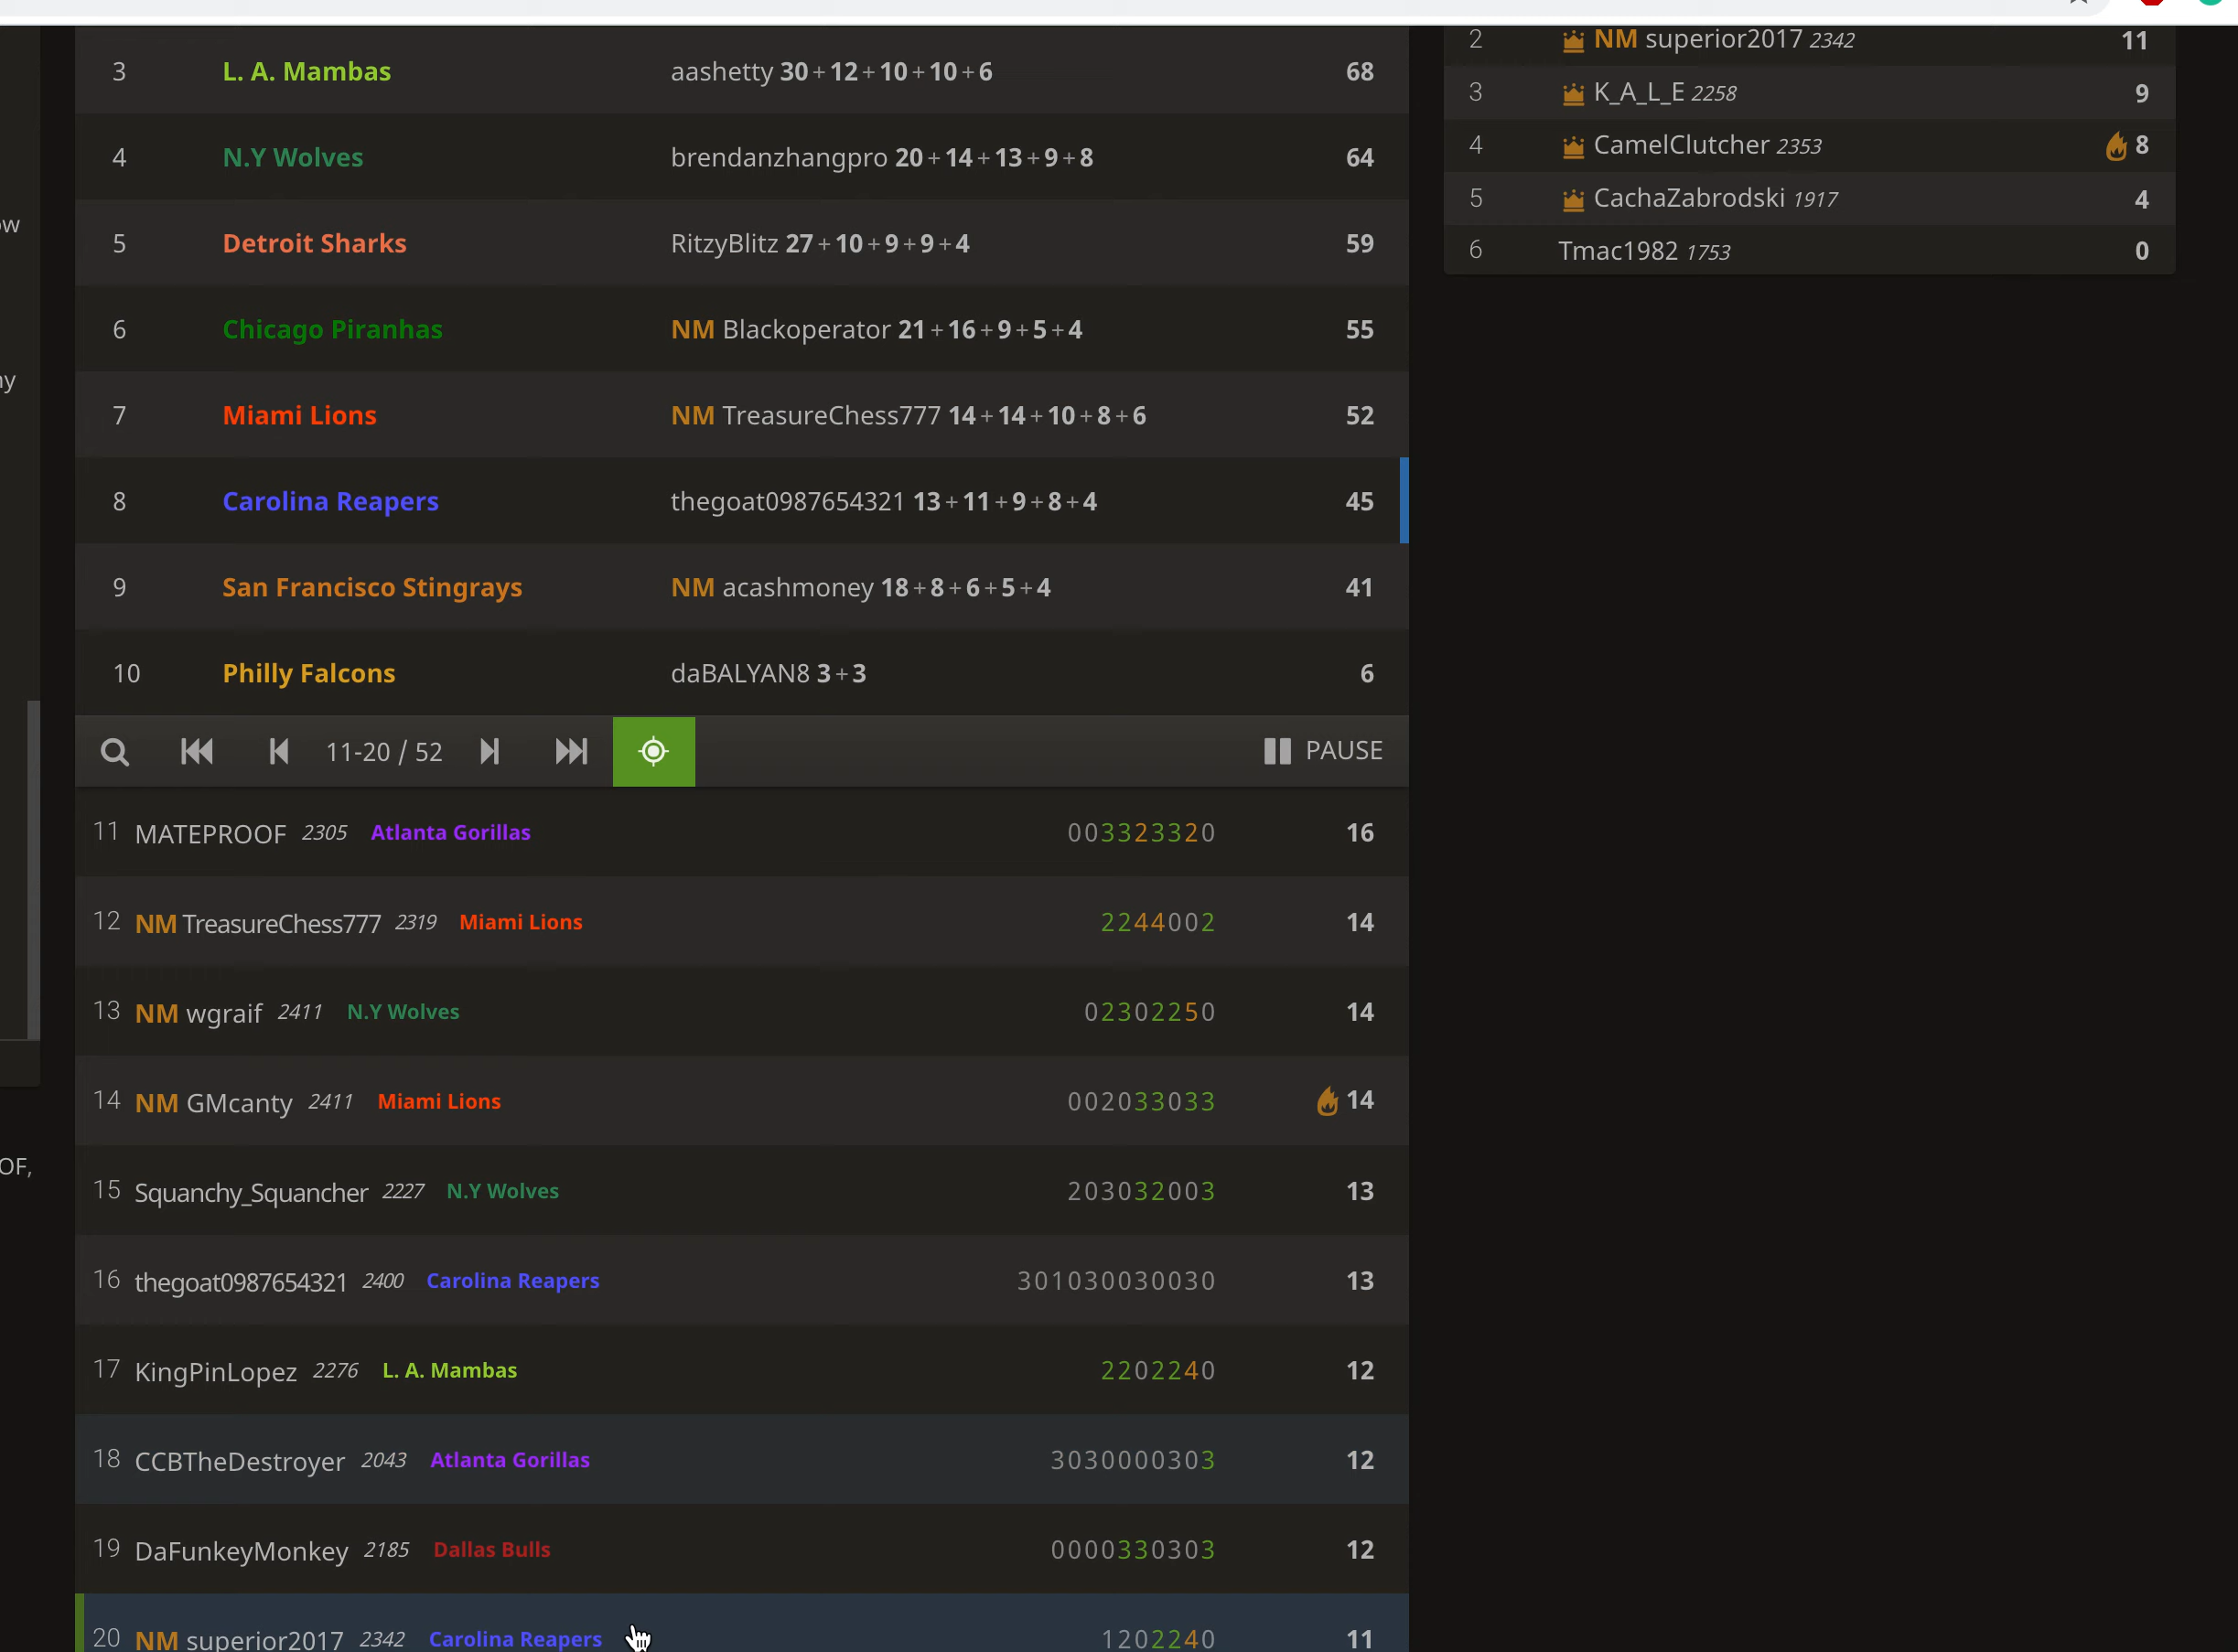 2 NM superior2017 2342 11
3 L. A. Mambas aashetty 30+12+10+10+6 68
3 K_A_L_E 2258 9
4 N.Y Wolves brendanzhangpro 20+14+13+9+8 64
4 CamelClutcher 2353 8
5 CachaZabrodski 1917 4
ow
5 Detroit Sharks RitzyBlitz 27+10+9+9+4 59
6 Tmac1982 1753 0
6 Chicago Piranhas NM Blackoperator 21+16+9+5+4 55
ny
7 Miami Lions NM TreasureChess777 14+14+10+8+6 52
8 Carolina Reapers thegoat0987654321 13+11+9+8+4 45
9 San Francisco Stingrays NM acashmoney 18+8+6+5+4 41
10 Philly Falcons daBALYAN8 3+3 6
11-20 / 52 PAUSE
11 MATEPROOF 2305 Atlanta Gorillas 003323320 16
12 NM TreasureChess777 2319 Miami Lions 2244002 14
13 NM wgraif 2411 N.Y Wolves 02302250 14
14 NM GMcanty 2411 Miami Lions 002033033 14
OF,
15 Squanchy_Squancher 2227 N.Y Wolves 203032003 13
16 thegoat0987654321 2400 Carolina Reapers 301030030030 13
17 KingPinLopez 2276 L. A. Mambas 2202240 12
18 CCBTheDestroyer 2043 Atlanta Gorillas 3030000303 12
19 DaFunkeyMonkey 2185 Dallas Bulls 0000330303 12
20 NM superior2017 2342 Carolina Reapers 1202240 11